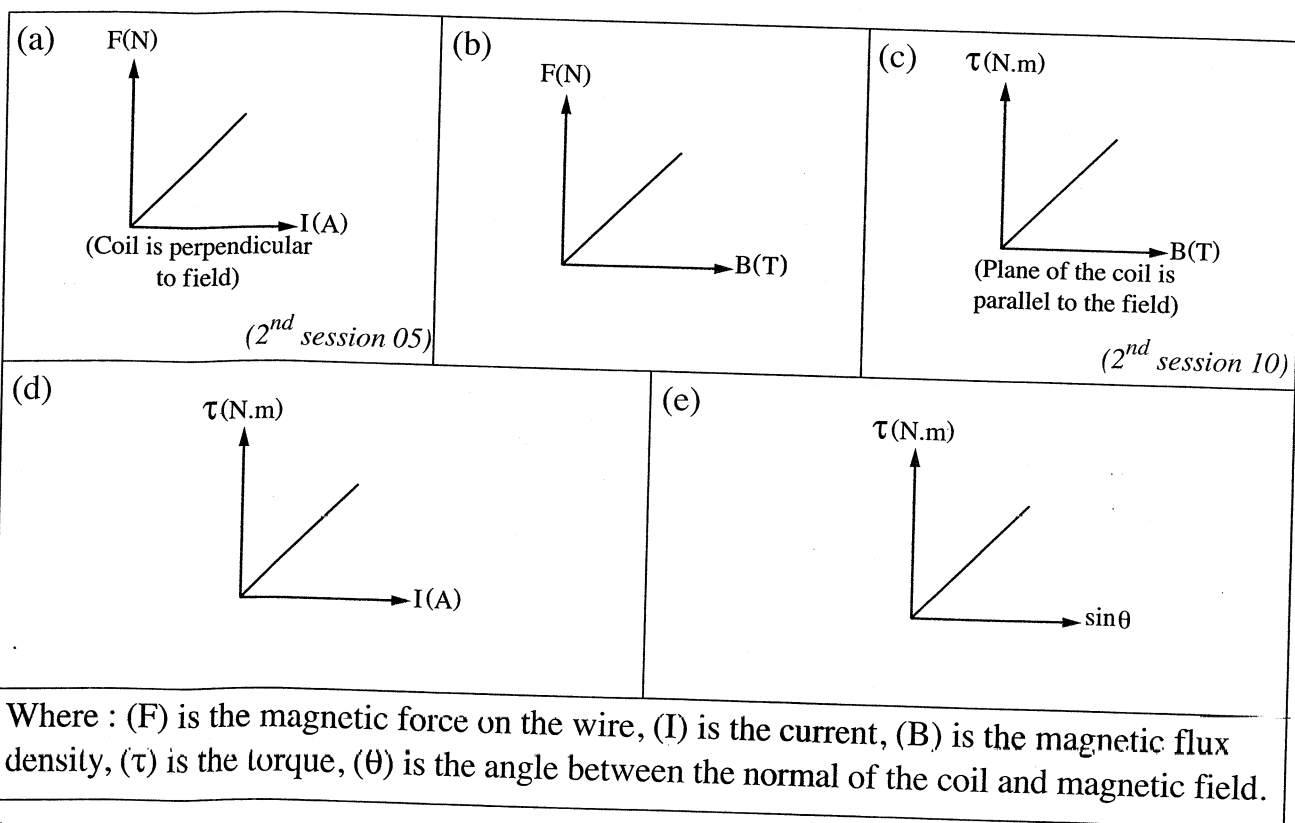 (a)
F(N)
I(A)
(Coil is perpendicular
to field)
(2nd session 05)
(b)
F(N)
B(T)
(c)
τ(N.m)
B(T)
(Plane of the coil is
parallel to the field)
(2nd session 10)
(d)
τ(N.m)
I(A)
(e)
τ(N.m)
sinθ
Where : (F) is the magnetic force on the wire, (I) is the current, (B) is the magnetic flux
density, (τ) is the torque, (θ) is the angle between the normal of the coil and magnetic field.